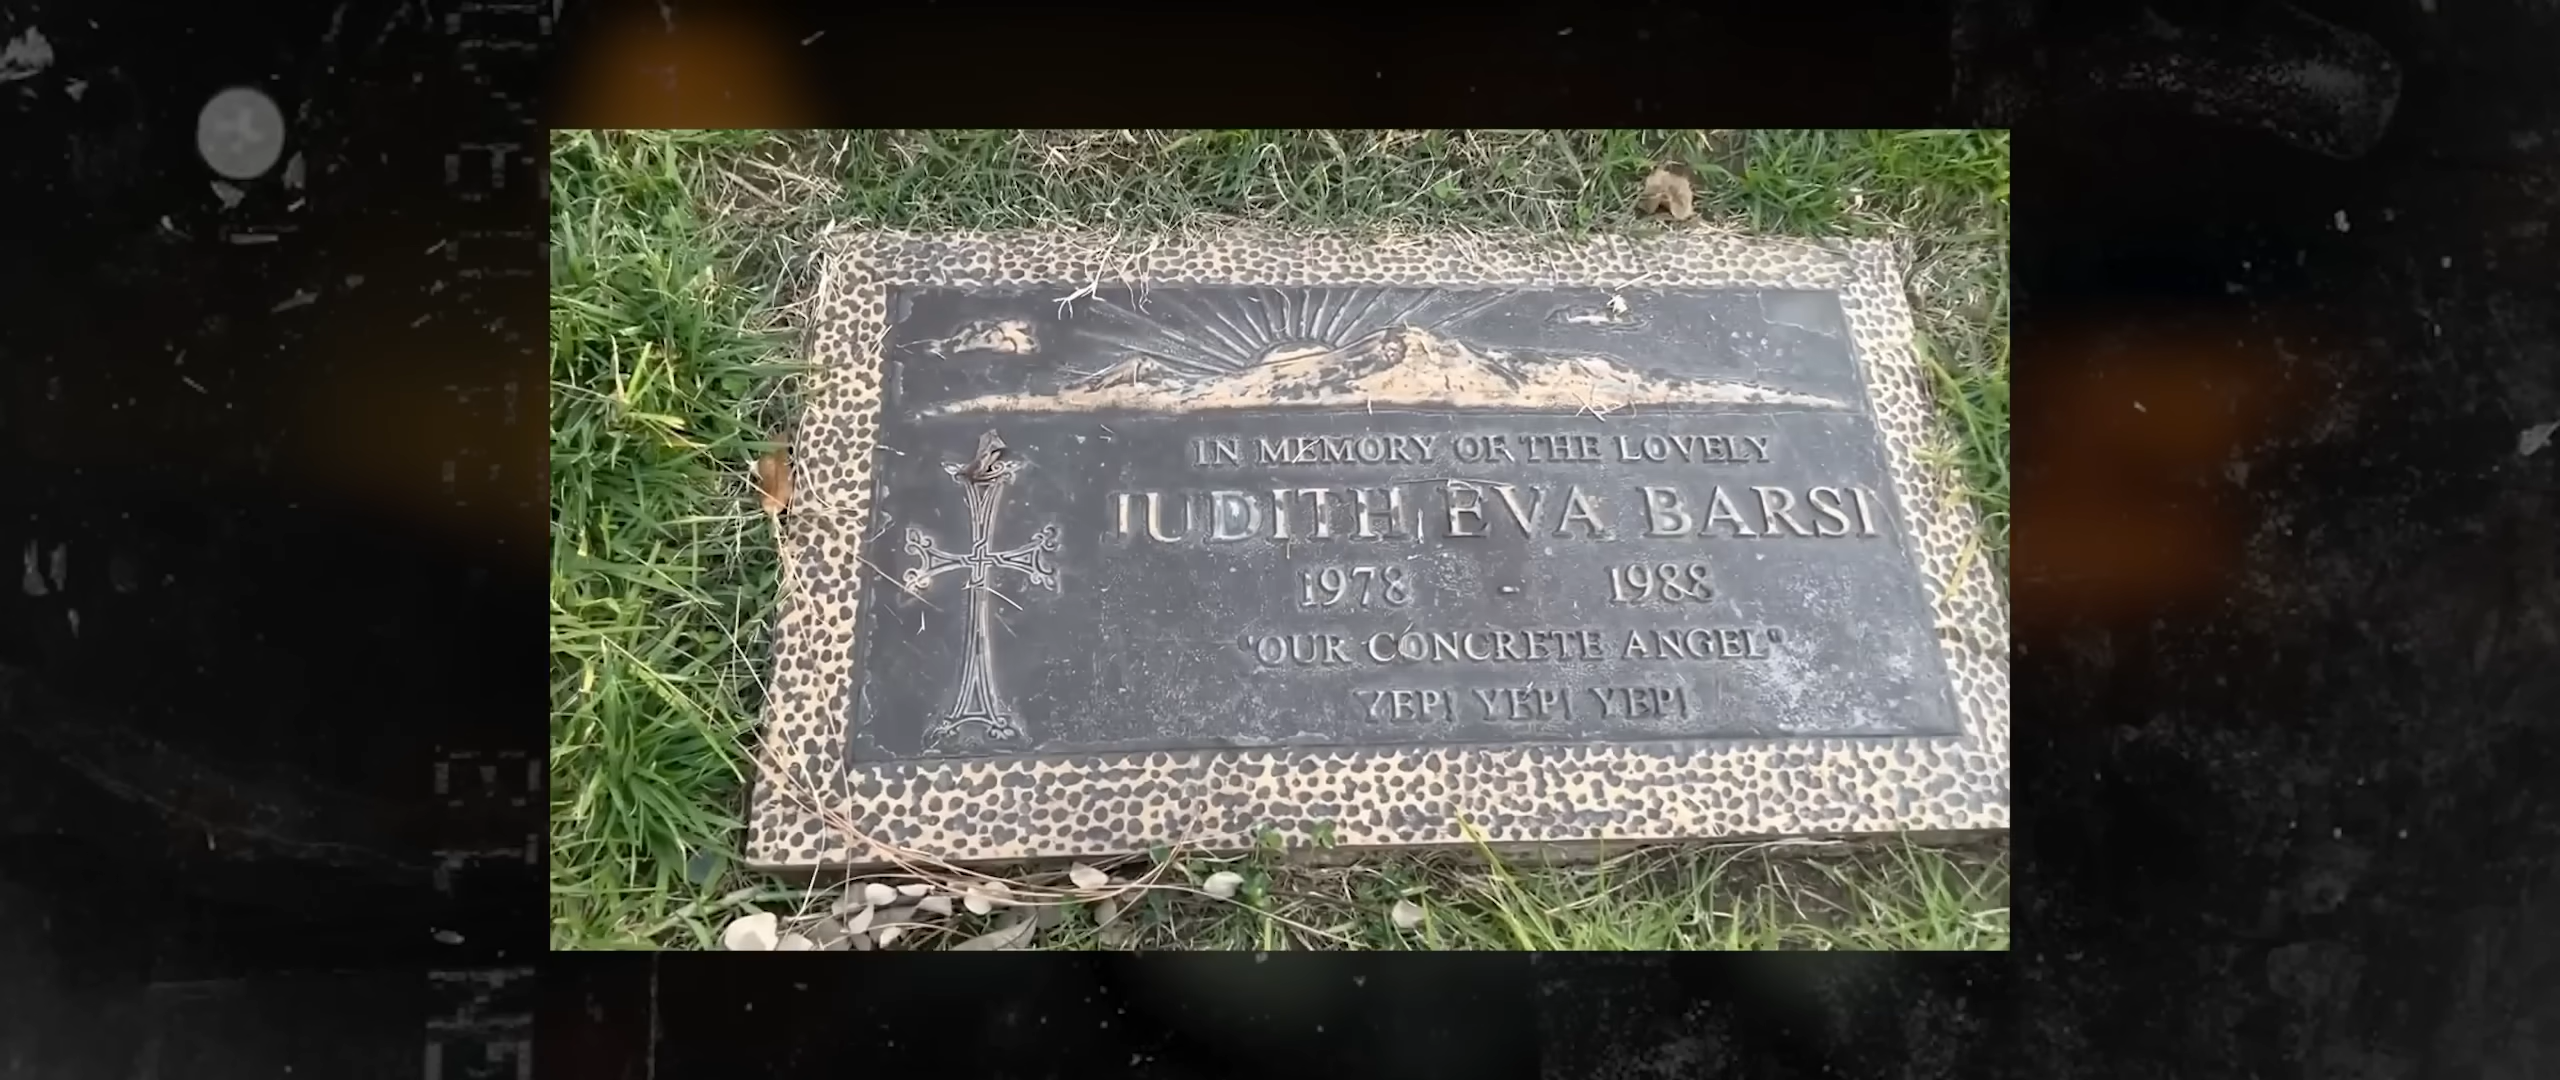 IN MEMORY OF THE LOVELY
JUDITH EVA BARSI
1978 - 1988
"OUR CONCRETE ANGEL"
YEP! YEP! YEP!